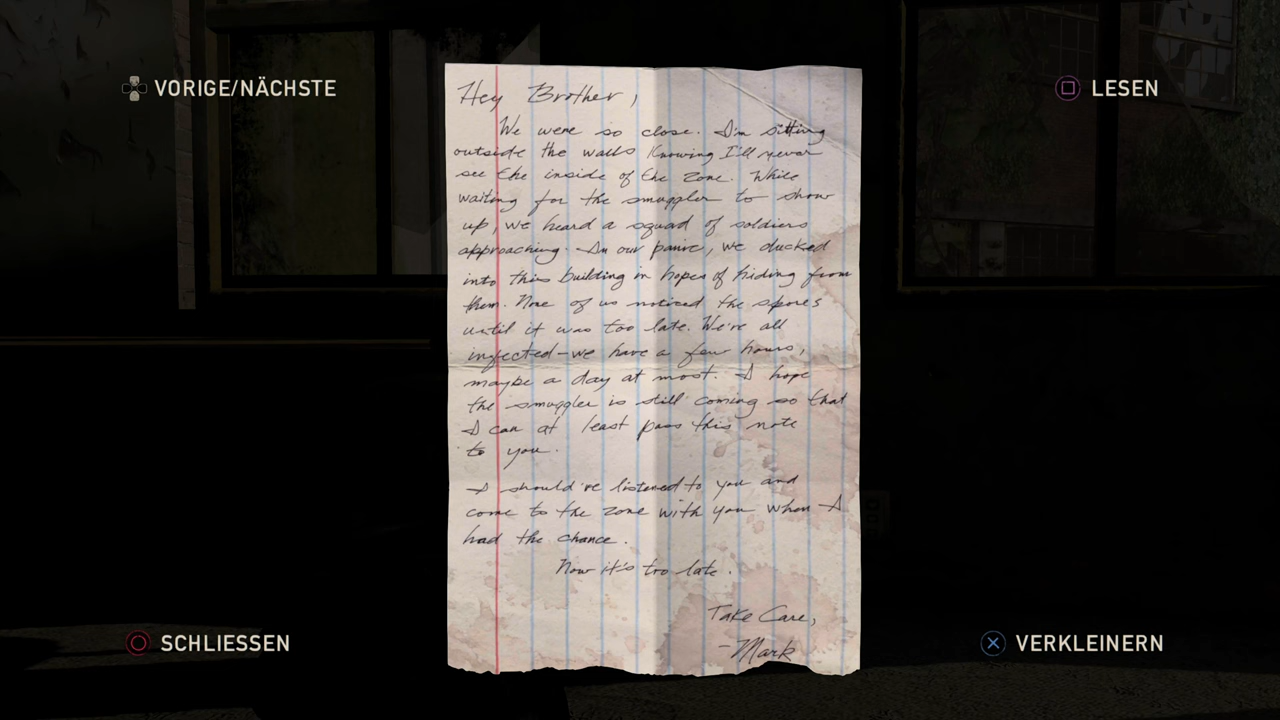 VORIGE/NÄCHSTE
LESEN
Hey Brother,
We were so close. I'm sitting
outside the walls knowing I'll never
see the inside of the zone. While
waiting for the smuggler to show
up, we heard a squad of soldiers
approaching. In our panic, we ducked
into this building in hopes of hiding from
them. None of us noticed the spores
until it was too late. We're all
infected-we have a few hours,
maybe a day at most. I hope
the smuggler is still coming so that
I can at least pass this note
to you.
I should've listened to you and
come to the zone with you when I
had the chance.
Now it's too late.
Take Care,
-Mark
SCHLIESSEN
VERKLEINERN